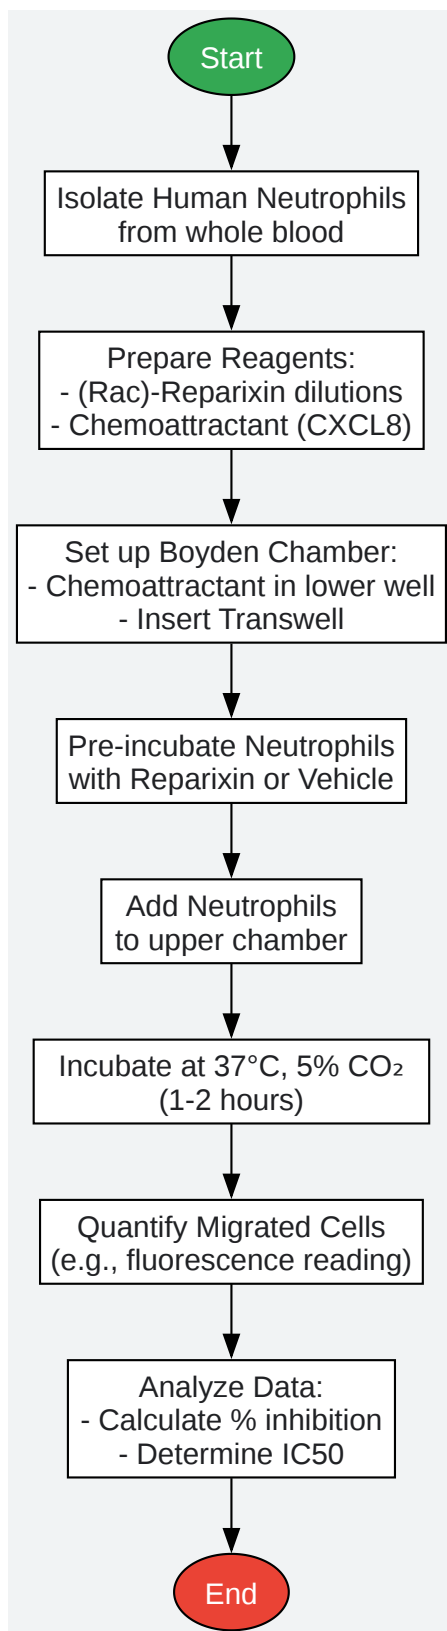 Start
Isolate Human Neutrophils
from whole blood
Prepare Reagents:
- (Rac)-Reparixin dilutions
- Chemoattractant (CXCL8)
Set up Boyden Chamber:
- Chemoattractant in lower well
- Insert Transwell
Pre-incubate Neutrophils
with Reparixin or Vehicle
Add Neutrophils
to upper chamber
Incubate at 37°C, 5% CO₂
(1-2 hours)
Quantify Migrated Cells
(e.g., fluorescence reading)
Analyze Data:
- Calculate % inhibition
- Determine IC50
End